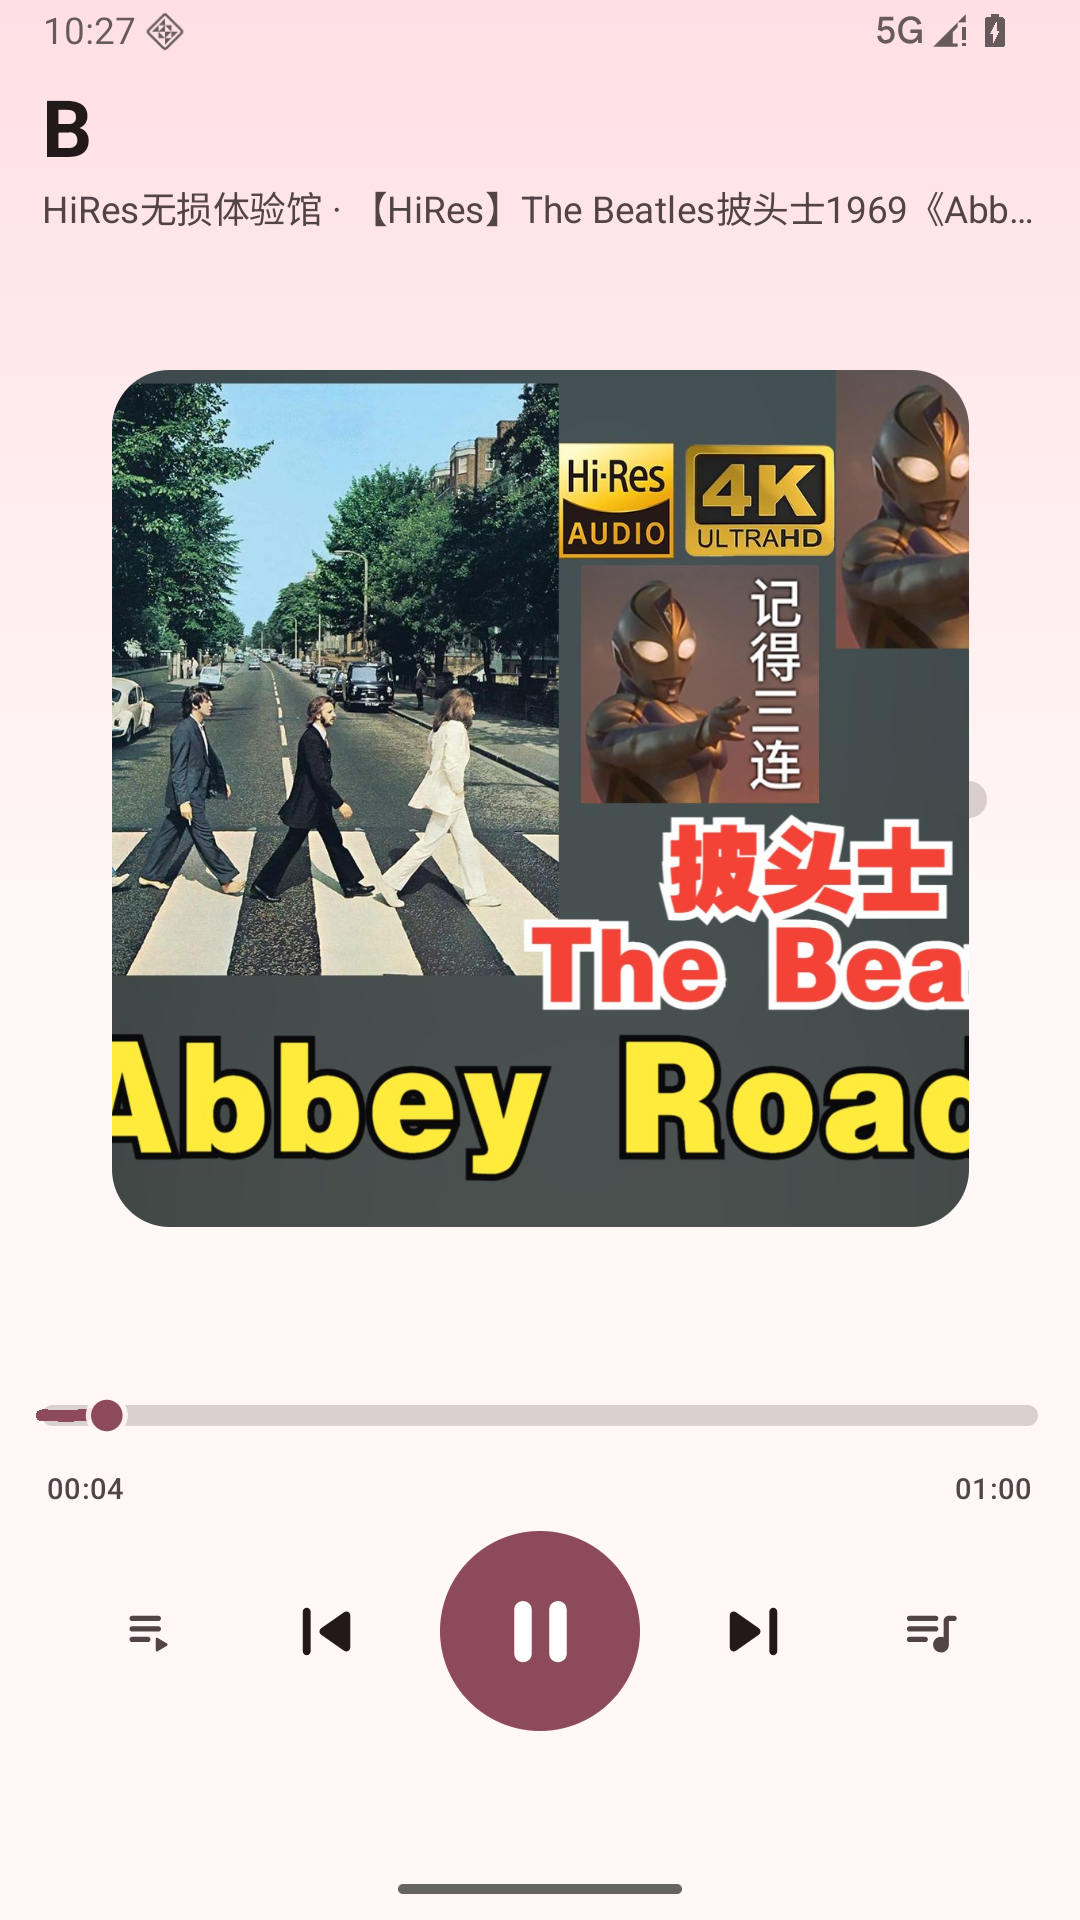 10:27
5G
B
HiRes无损体验馆 · 【HiRes】The Beatles披头士1969《Abb…
Hi-Res
AUDIO
4K
ULTRAHD
记得三连
披头士
The Bea
Abbey Road
00:04
01:00